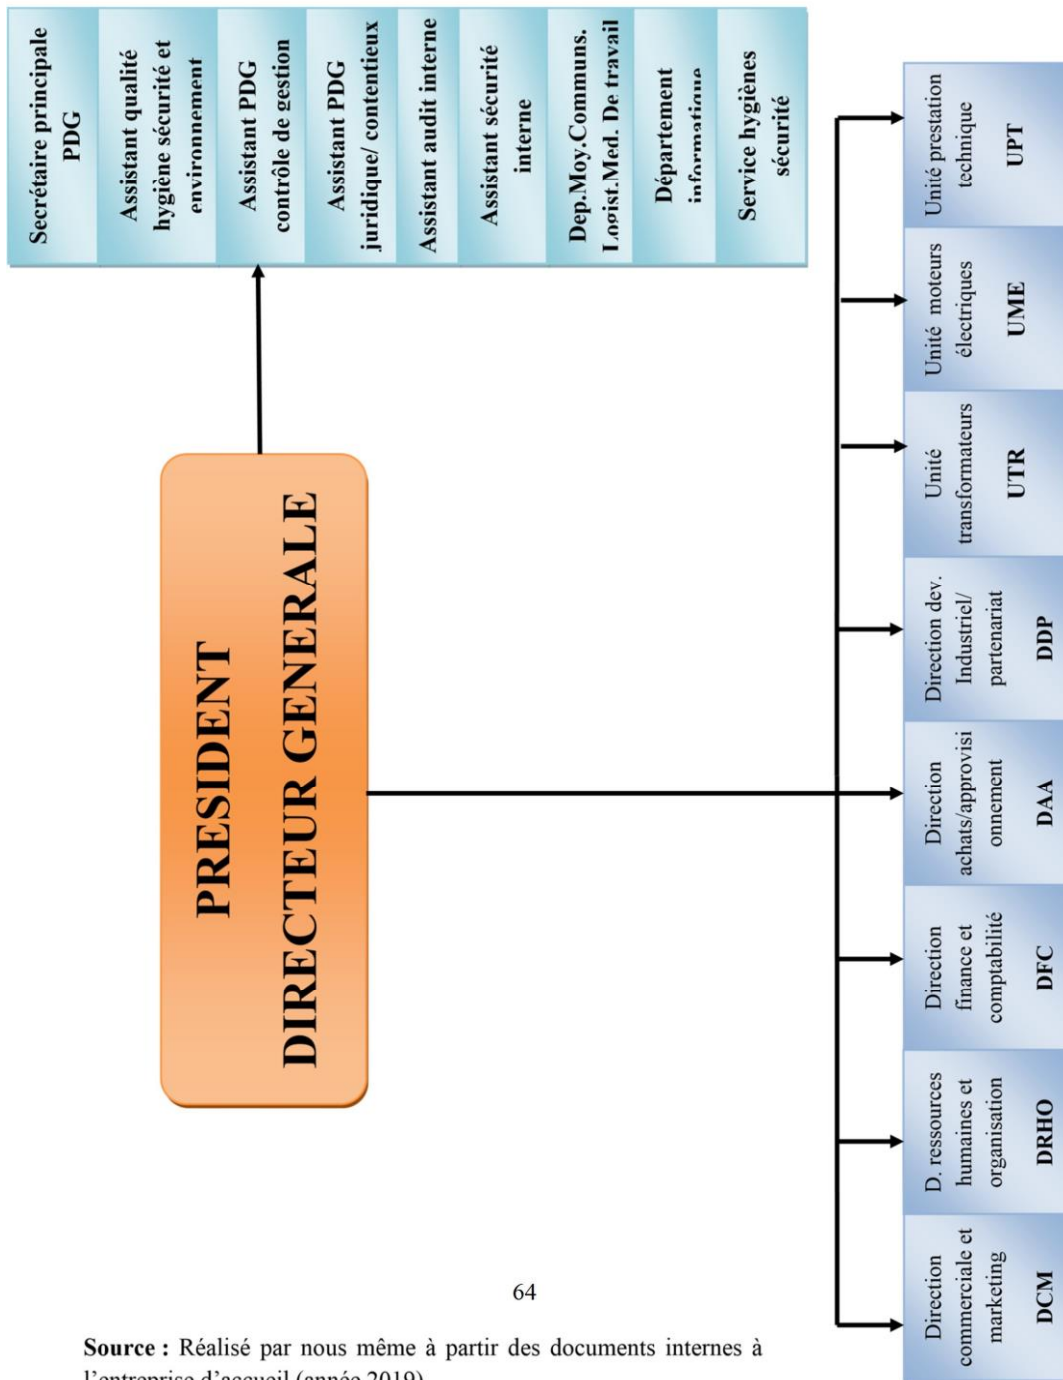 PRESIDENT
DIRECTEUR GENERALE
Secrétaire principale
PDG
Assistant qualité
hygiène sécurité et
environnement
Assistant PDG
contrôle de gestion
Assistant PDG
juridique/ contentieux
Assistant audit interne
Assistant sécurité
interne
Dep.Moy.Communs.
Logist.Med. De travail
Département
informatique
Service hygiènes
sécurité
Direction
commerciale et
marketing
DCM
D. ressources
humaines et
organisation
DRHO
Direction
finance et
comptabilité
DFC
Direction
achats/approvisi
onnement
DAA
Direction dev.
Industriel/
partenariat
DDP
Unité
transformateurs
UTR
Unité moteurs
électriques
UME
Unité prestation
technique
UPT
64
Source : Réalisé par nous même à partir des documents internes à
l'entreprise d'accueil (année 2019)